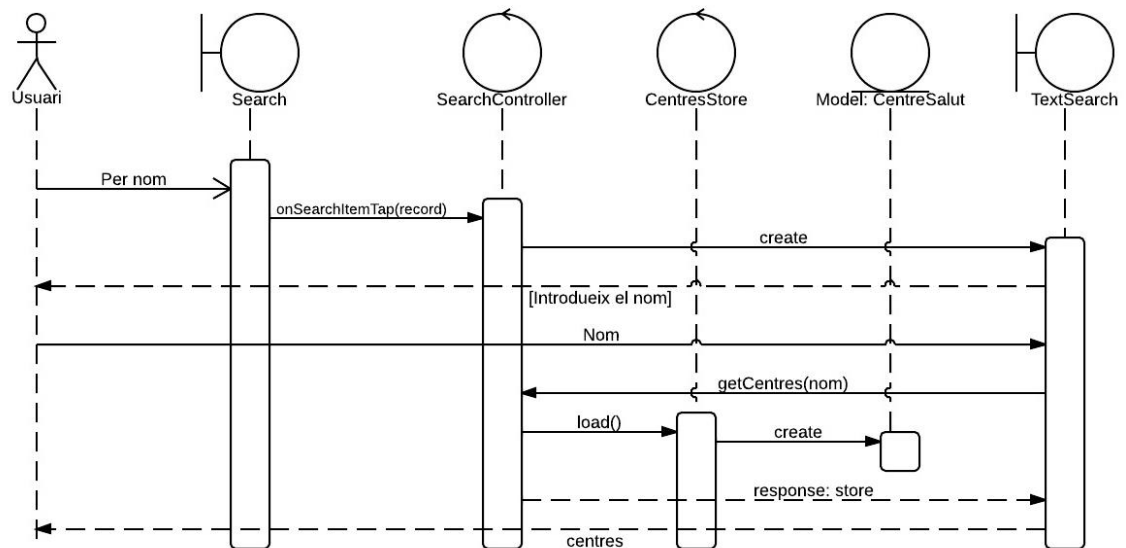 Usuari
Search
SearchController
CentresStore
Model: CentreSalut
TextSearch
Per nom
onSearchItemTap(record)
create
[Introdueix el nom]
Nom
getCentres(nom)
load()
create
response: store
centres